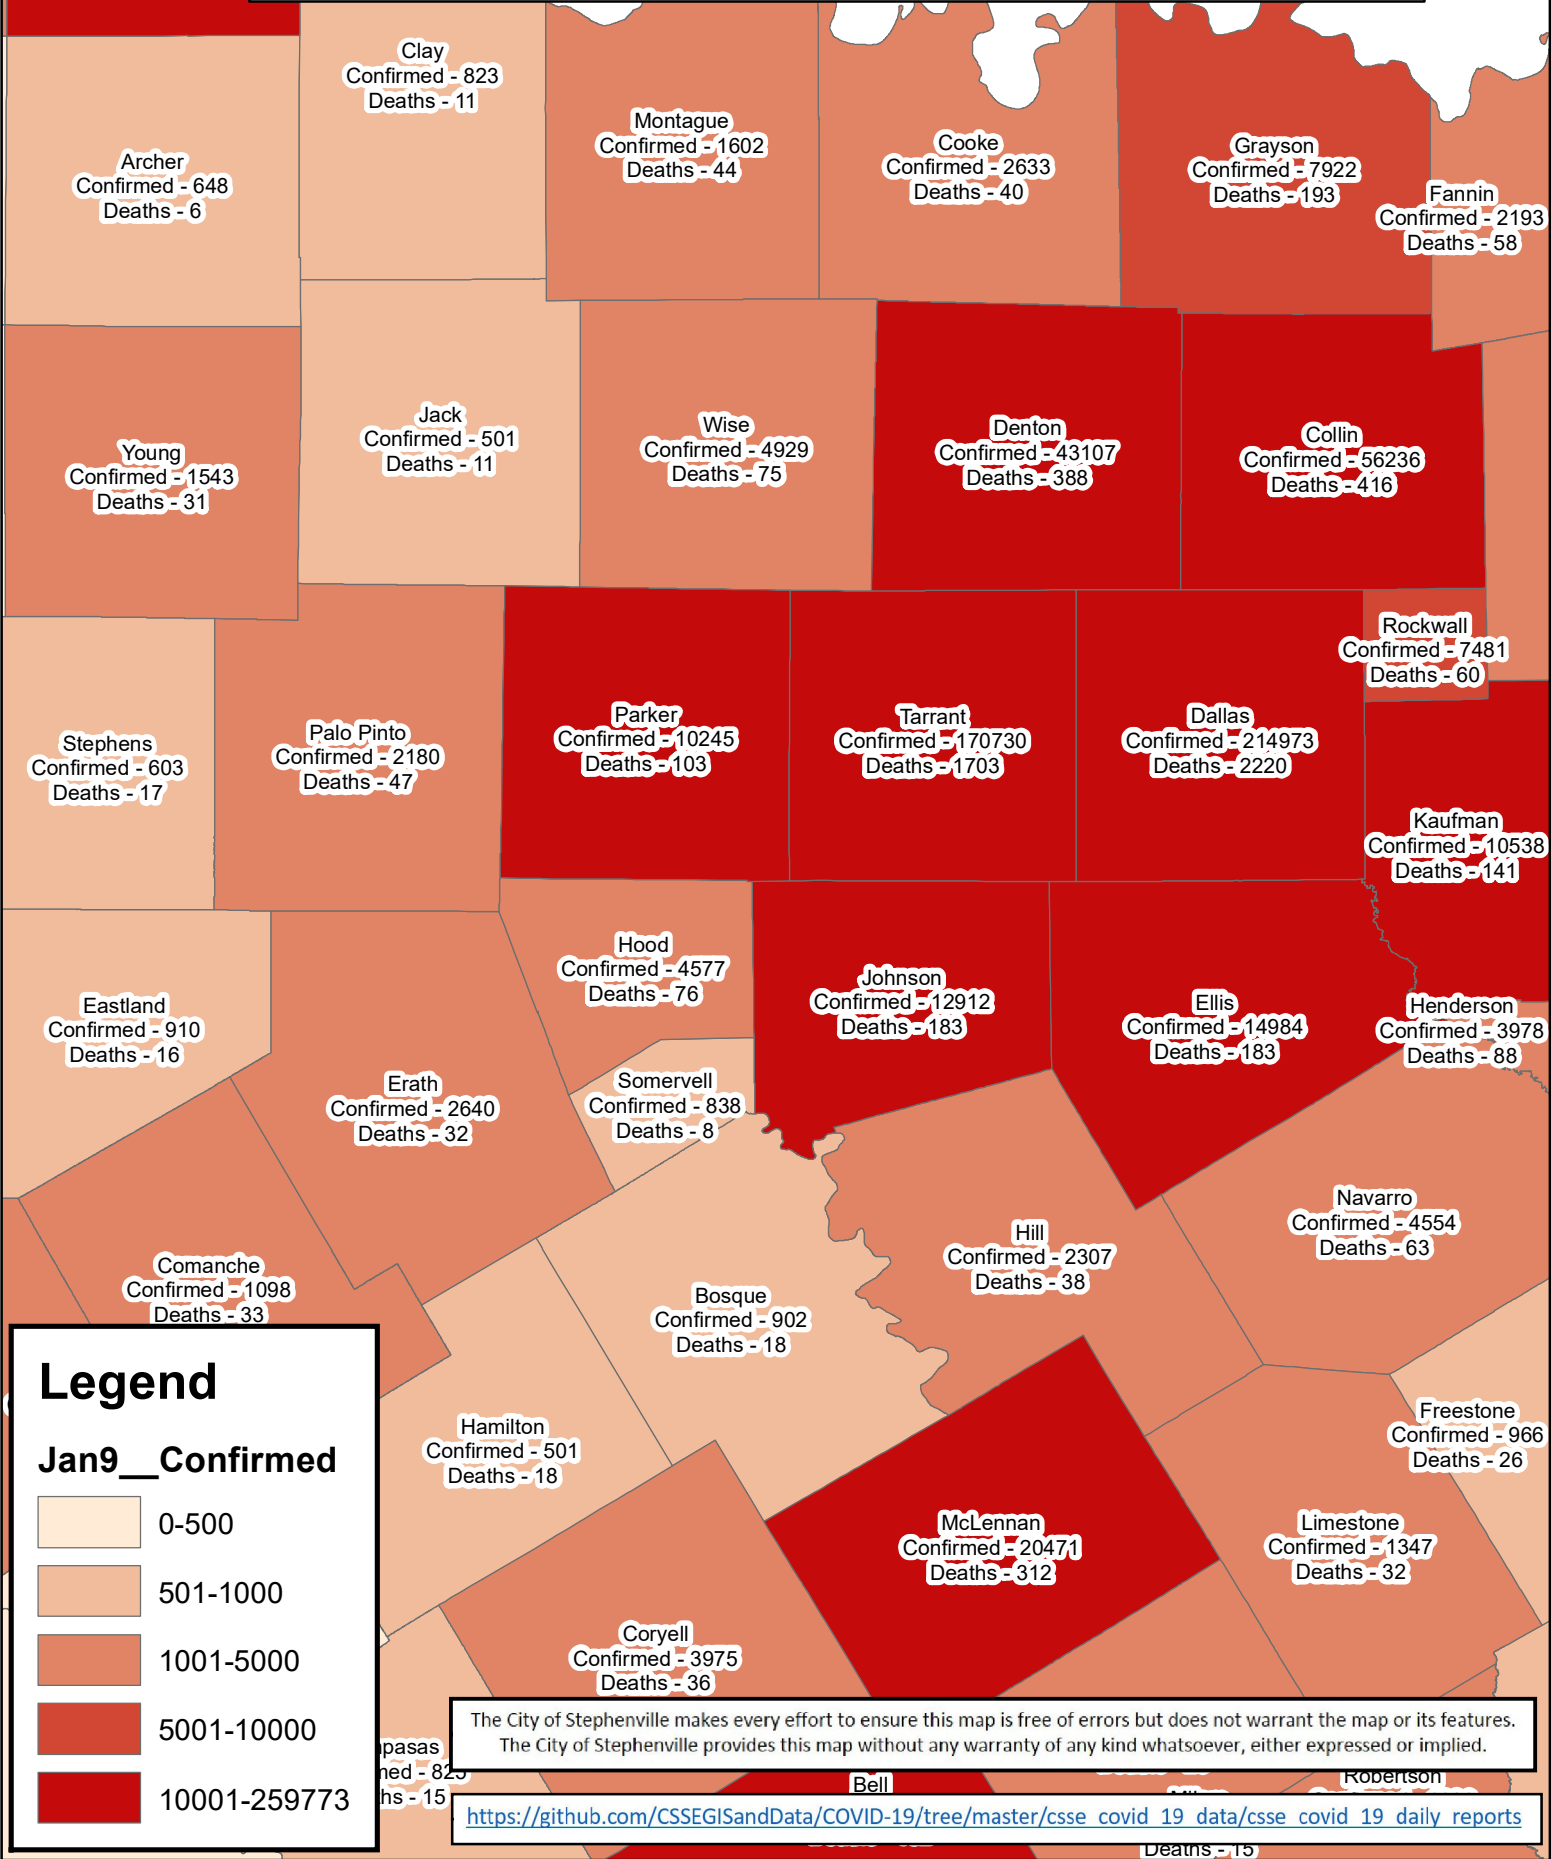 Clay
Confirmed - 823
Deaths - 11
Montague
Confirmed - 1602
Deaths - 44
Cooke
Confirmed - 2633
Deaths - 40
Grayson
Confirmed - 7922
Deaths - 193
Archer
Confirmed - 648
Deaths - 6
Fannin
Confirmed - 2193
Deaths - 58
Young
Confirmed - 1543
Deaths - 31
Jack
Confirmed - 501
Deaths - 11
Wise
Confirmed - 4929
Deaths - 75
Denton
Confirmed - 43107
Deaths - 388
Collin
Confirmed - 56236
Deaths - 416
Rockwall
Confirmed - 7481
Deaths - 60
Stephens
Confirmed - 603
Deaths - 17
Palo Pinto
Confirmed - 2180
Deaths - 47
Parker
Confirmed - 10245
Deaths - 103
Tarrant
Confirmed - 170730
Deaths - 1703
Dallas
Confirmed - 214973
Deaths - 2220
Kaufman
Confirmed - 10538
Deaths - 141
Eastland
Confirmed - 910
Deaths - 16
Hood
Confirmed - 4577
Deaths - 76
Johnson
Confirmed - 12912
Deaths - 183
Ellis
Confirmed - 14984
Deaths - 183
Henderson
Confirmed - 3978
Deaths - 88
Erath
Confirmed - 2640
Deaths - 32
Somervell
Confirmed - 838
Deaths - 8
Comanche
Confirmed - 1098
Deaths - 33
Bosque
Confirmed - 902
Deaths - 18
Hill
Confirmed - 2307
Deaths - 38
Navarro
Confirmed - 4554
Deaths - 63
Hamilton
Confirmed - 501
Deaths - 18
Freestone
Confirmed - 966
Deaths - 26
McLennan
Confirmed - 20471
Deaths - 312
Limestone
Confirmed - 1347
Deaths - 32
Coryell
Confirmed - 3975
Deaths - 36
Legend
Jan9__Confirmed
0-500
501-1000
1001-5000
5001-10000
10001-259773
pasas
med - 825
ths - 15
The City of Stephenville makes every effort to ensure this map is free of errors but does not warrant the map or its features.
The City of Stephenville provides this map without any warranty of any kind whatsoever, either expressed or implied.
Bell
Robertson
https://github.com/CSSEGISandData/COVID-19/tree/master/csse_covid_19_data/csse_covid_19_daily_reports
Deaths - 15